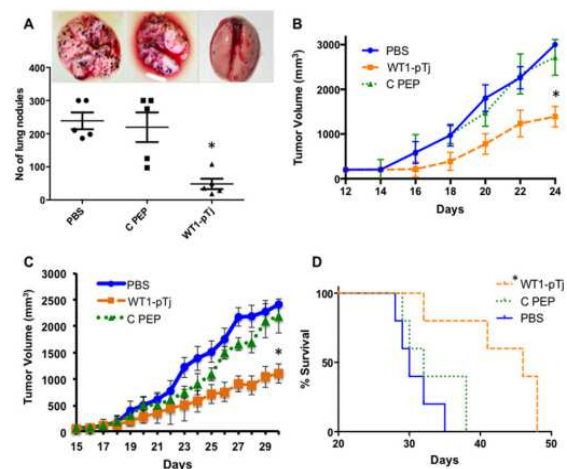 A
No of lung nodules
400
300
200
100
0
*
PBS
C PEP
WT1-pTj
B
PBS
WT1-pTj
C PEP
Tumor Volume (mm³)
3000
2000
1000
0
*
12 14 16 18 20 22 24
Days
C
PBS
WT1-pTj
C PEP
Tumor Volume (mm³)
3000
2500
2000
1500
1000
500
0
*
15 17 19 21 23 25 27 29
Days
D
* WT1-pTj
C PEP
PBS
% Survival
100
50
0
20 30 40 50
Days